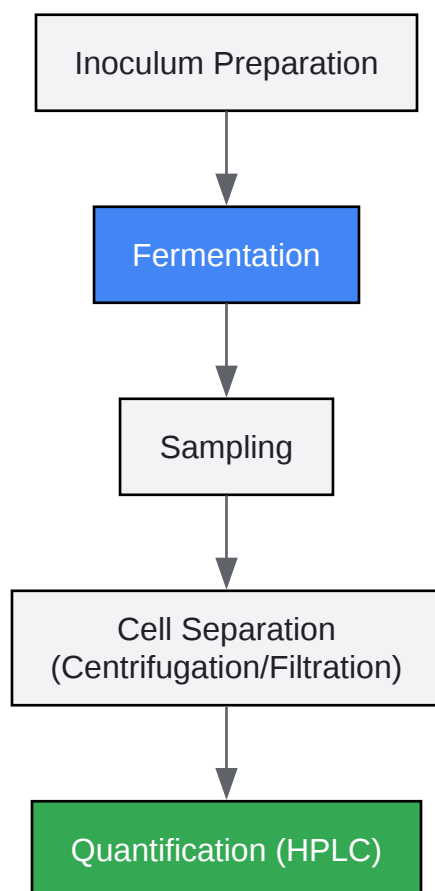 Inoculum Preparation
Fermentation
Sampling
Cell Separation
(Centrifugation/Filtration)
Quantification (HPLC)